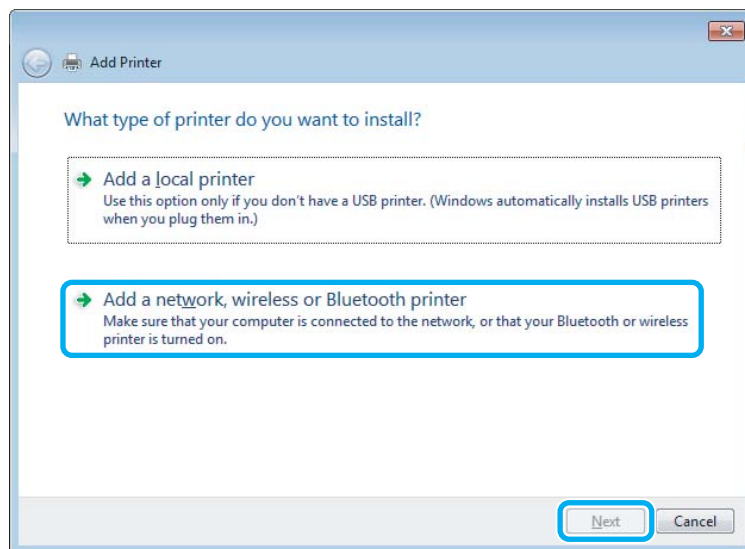 Add Printer
What type of printer do you want to install?
Add a local printer
Use this option only if you don't have a USB printer. (Windows automatically installs USB printers
when you plug them in.)
Add a network, wireless or Bluetooth printer
Make sure that your computer is connected to the network, or that your Bluetooth or wireless
printer is turned on.
Next Cancel